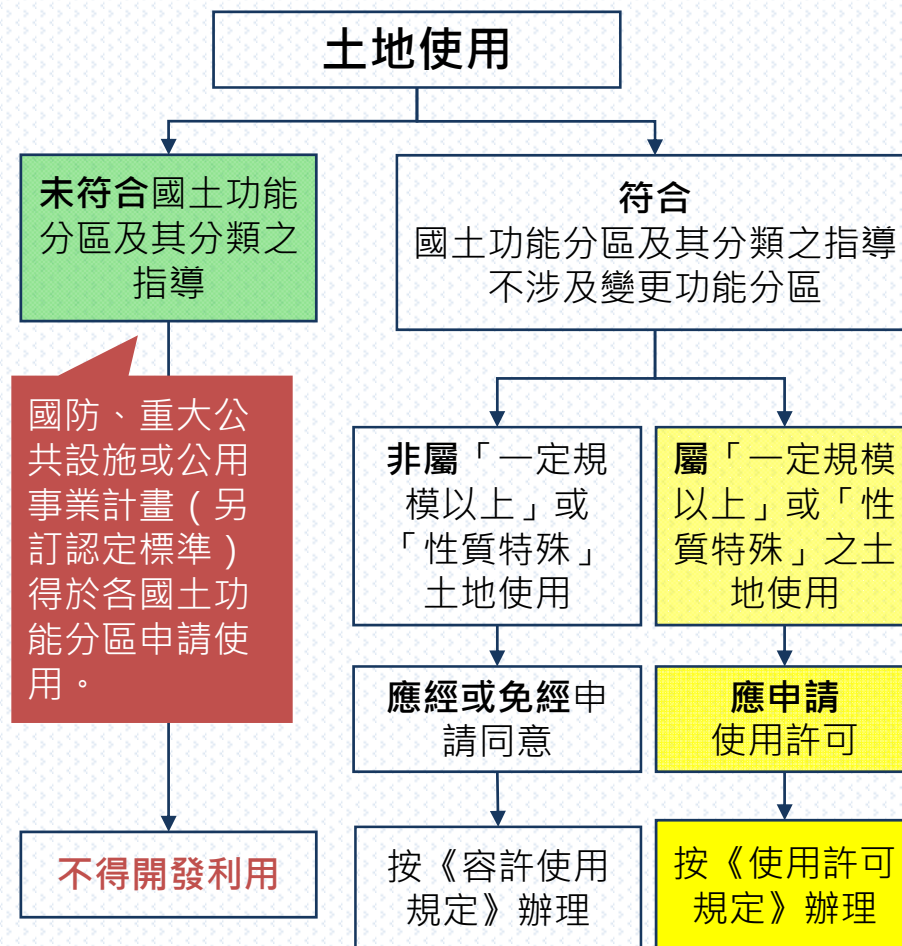 土地使用
未符合國土功能
分區及其分類之
指導
符合
國土功能分區及其分類之指導
不涉及變更功能分區
國防、重大公
共設施或公用
事業計畫（另
訂認定標準）
得於各國土功
能分區申請使
用。
非屬「一定規
模以上」或
「性質特殊」
土地使用
屬「一定規模
以上」或「性
質特殊」之土
地使用
應經或免經申
請同意
應申請
使用許可
不得開發利用
按《容許使用
規定》辦理
按《使用許可
規定》辦理